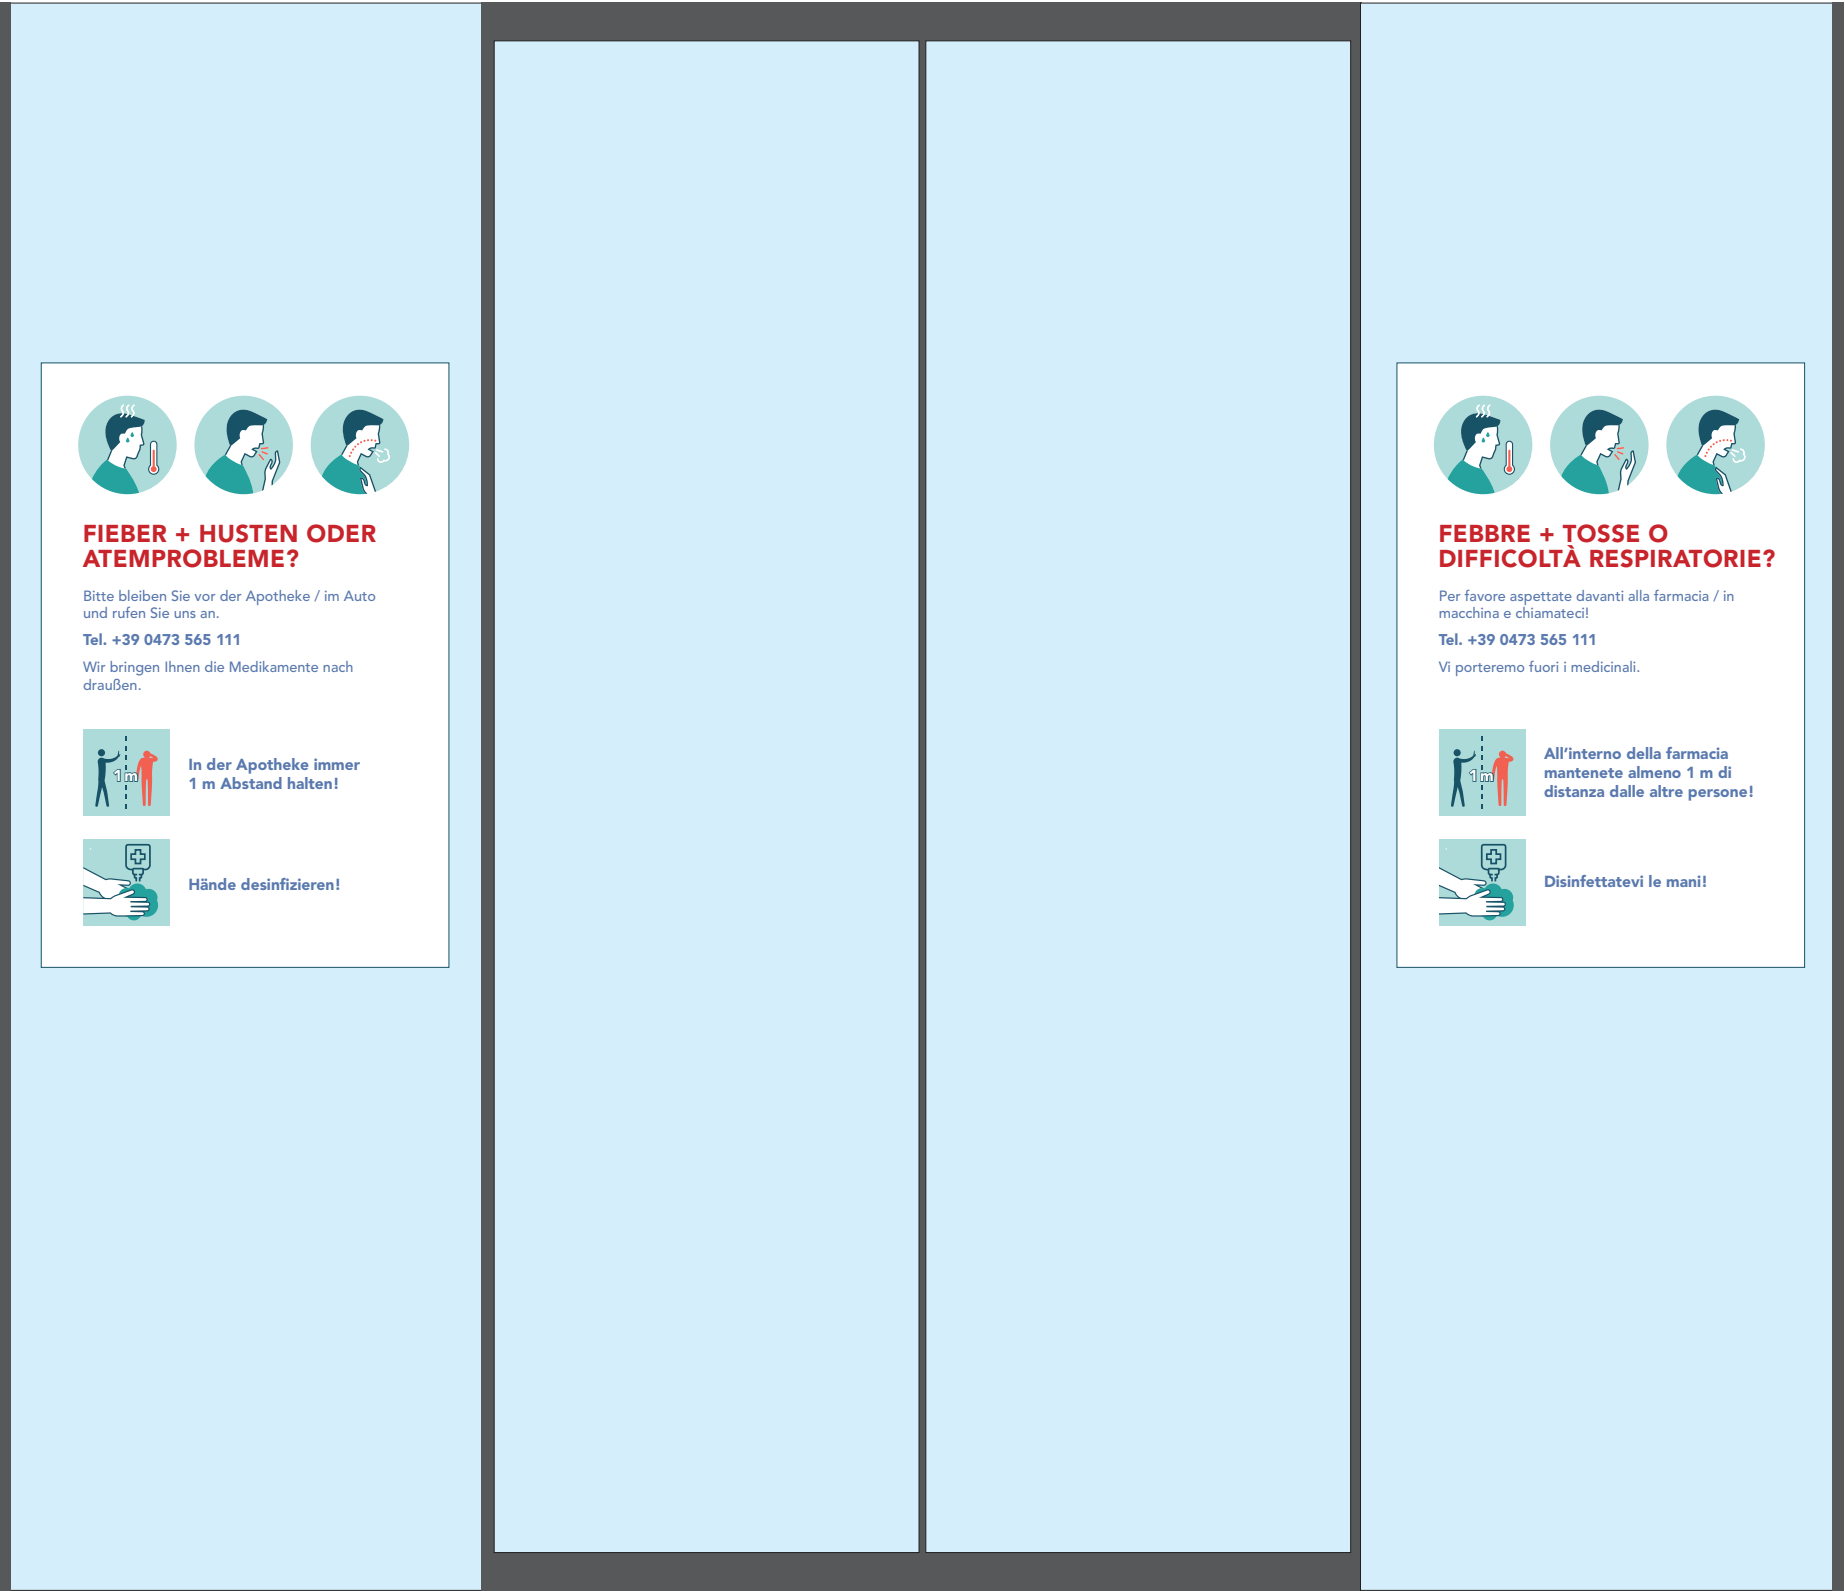 FIEBER + HUSTEN ODER
ATEMPROBLEME?
Bitte bleiben Sie vor der Apotheke / im Auto
und rufen Sie uns an.
Tel. +39 0473 565 111
Wir bringen Ihnen die Medikamente nach
draußen.
1 m
In der Apotheke immer
1 m Abstand halten!
Hände desinfizieren!
FEBBRE + TOSSE O
DIFFICOLTÀ RESPIRATORIE?
Per favore aspettate davanti alla farmacia / in
macchina e chiamateci!
Tel. +39 0473 565 111
Vi porteremo fuori i medicinali.
1 m
All’interno della farmacia
mantenete almeno 1 m di
distanza dalle altre persone!
Disinfettatevi le mani!